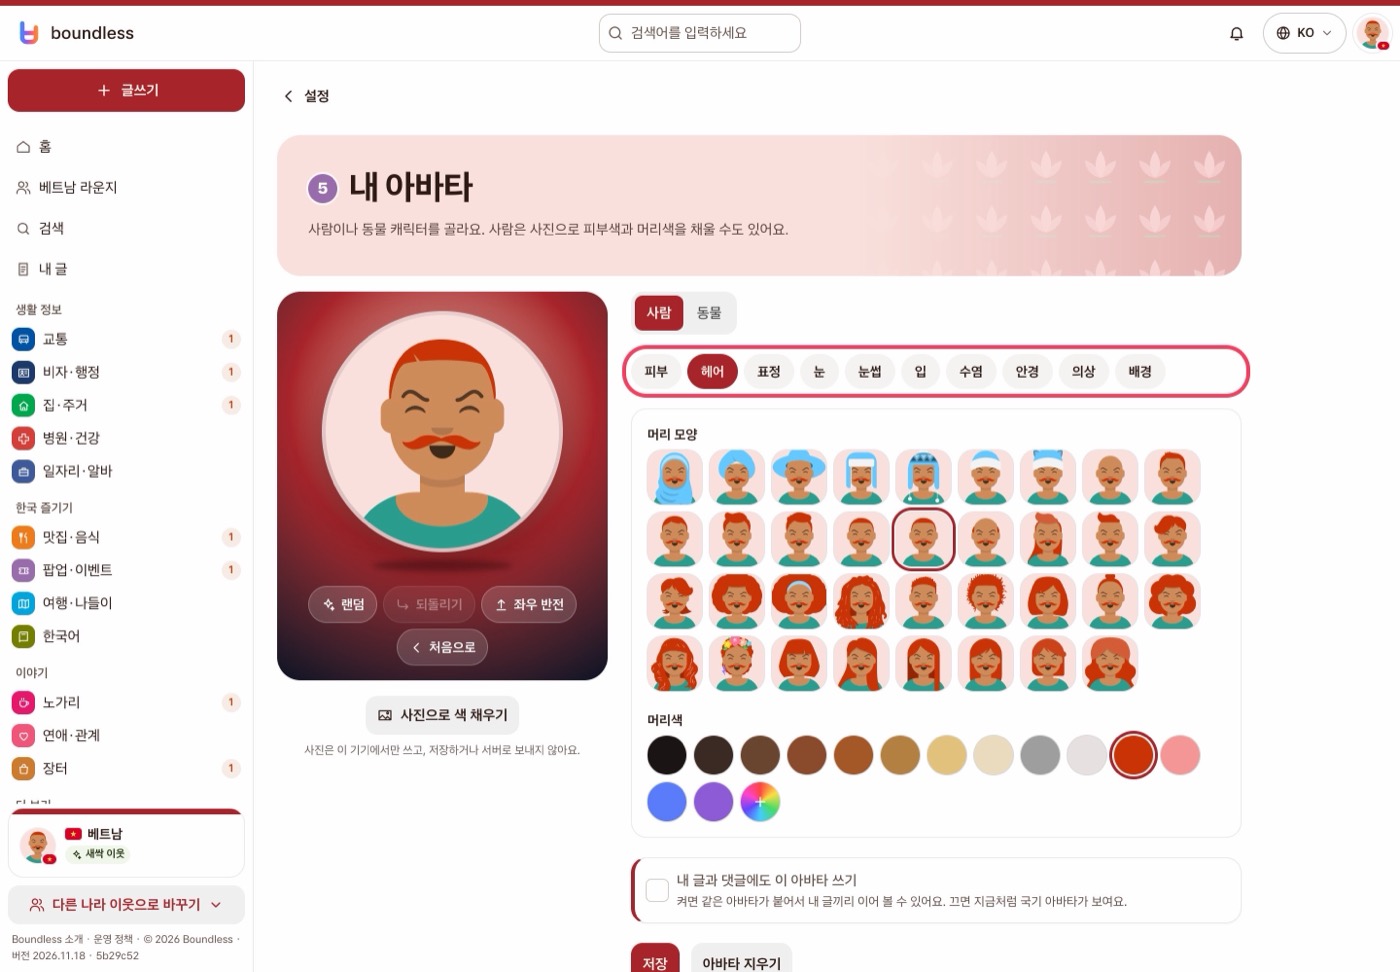 boundless
검색어를 입력하세요
KO
글쓰기
홈
베트남 라운지
검색
내 글
생활 정보
교통 1
비자·행정 1
집·주거 1
병원·건강
일자리·알바
한국 즐기기
맛집·음식 1
팝업·이벤트 1
여행·나들이
한국어
이야기
노가리 1
연애·관계
장터 1
베트남
새싹 이웃
다른 나라 이웃으로 바꾸기
Boundless 소개 · 운영 정책 · © 2026 Boundless ·
버전 2026.11.18 · 5b29c52
설정
5 내 아바타
사람이나 동물 캐릭터를 골라요. 사람은 사진으로 피부색과 머리색을 채울 수도 있어요.
랜덤 되돌리기 좌우 반전
처음으로
사진으로 색 채우기
사진은 이 기기에서만 쓰고, 저장하거나 서버로 보내지 않아요.
사람 동물
피부 헤어 표정 눈 눈썹 입 수염 안경 의상 배경
머리 모양
머리색
내 글과 댓글에도 이 아바타 쓰기
켜면 같은 아바타가 붙어서 내 글끼리 이어 볼 수 있어요. 끄면 지금처럼 국기 아바타가 보여요.
저장 아바타 지우기